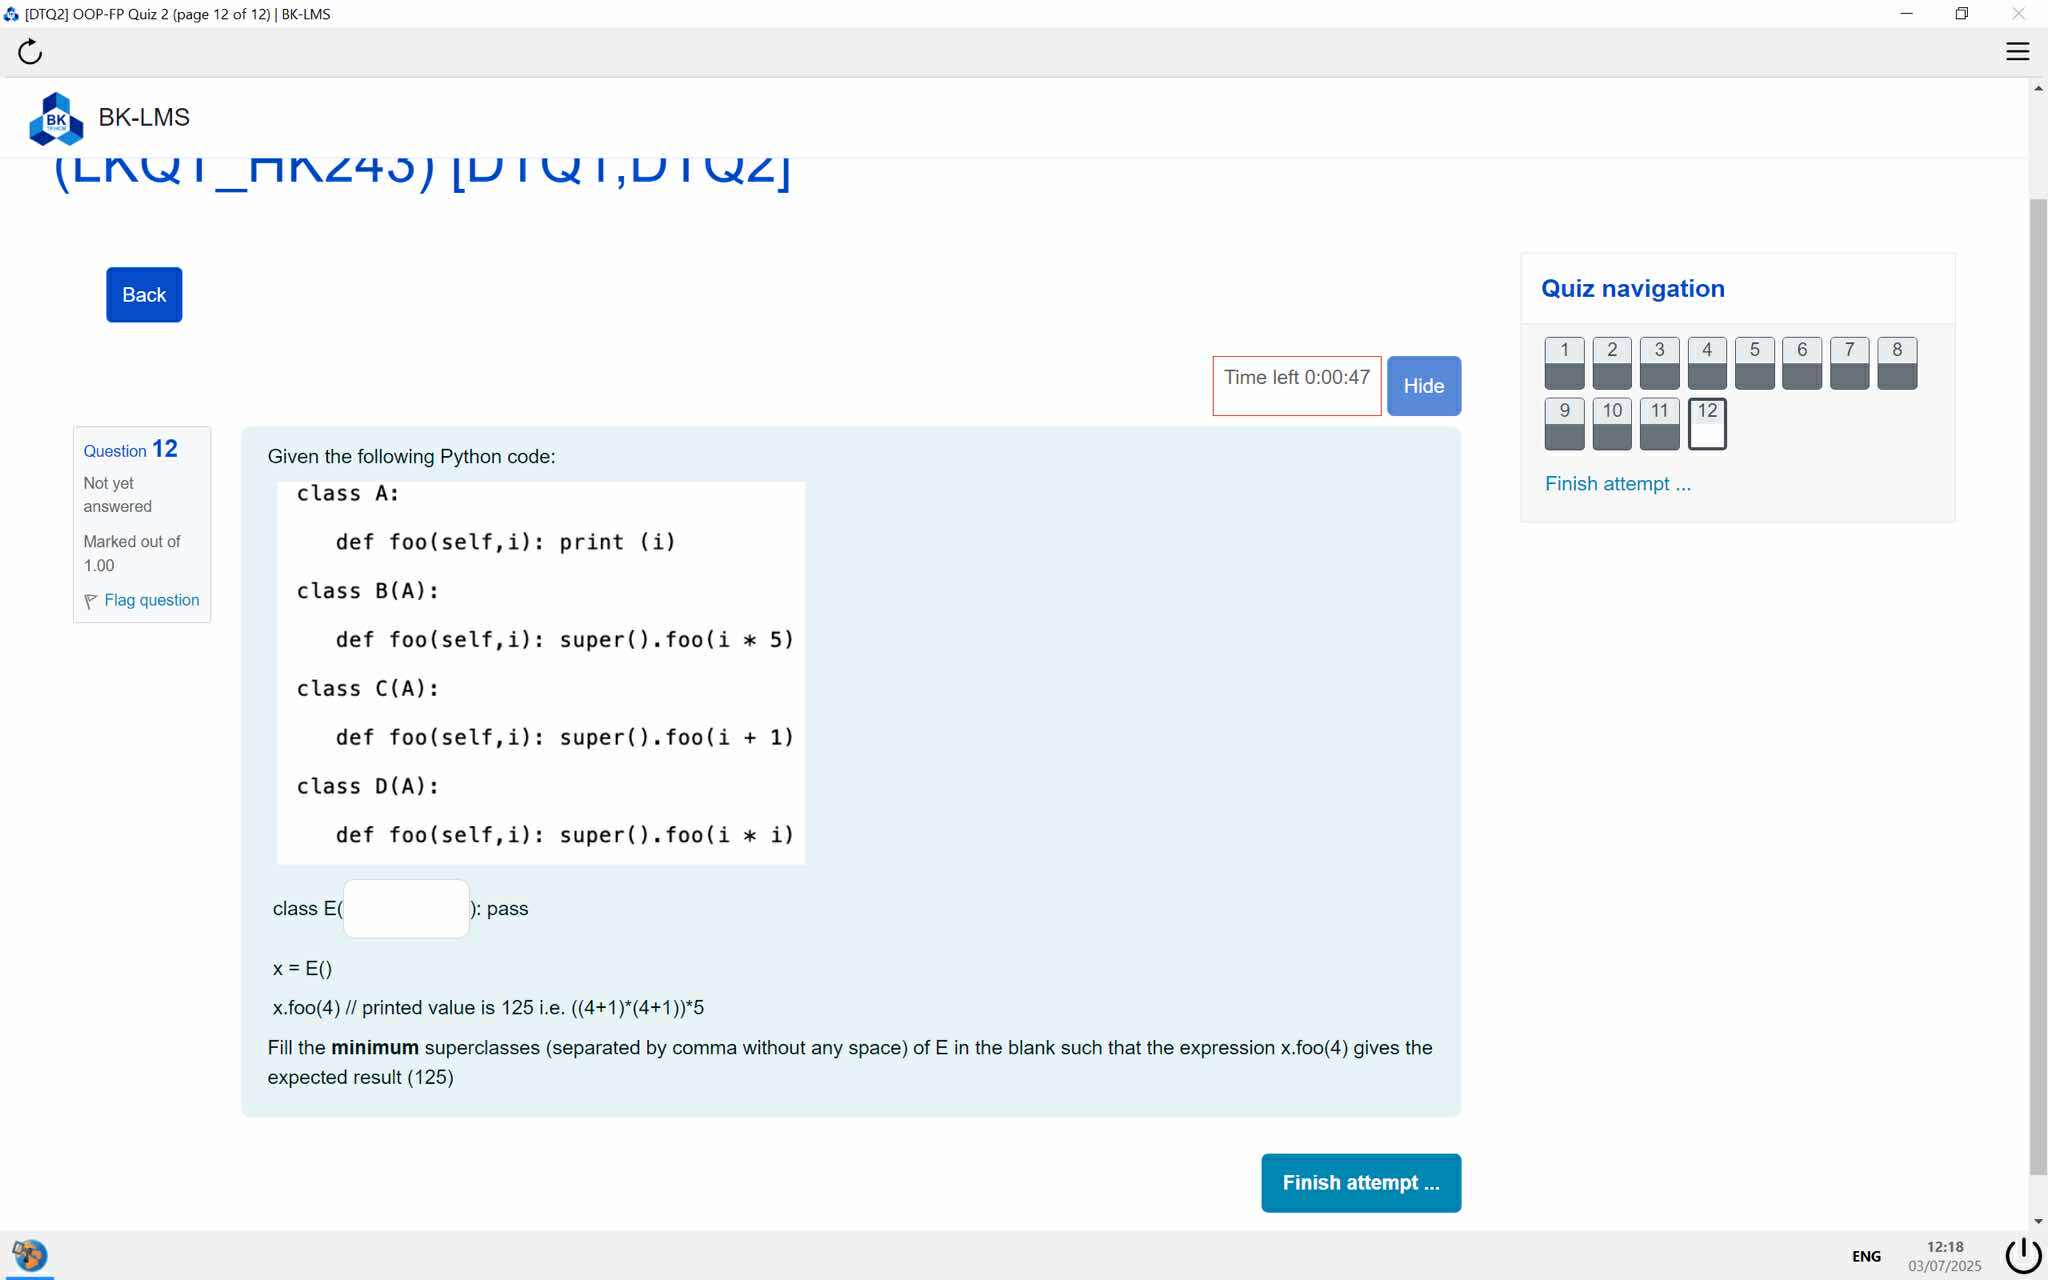 [DTQ2] OOP-FP Quiz 2 (page 12 of 12) | BK-LMS
BK
BK-LMS
(LKQT_HK243) [DTQ1,DTQ2]
Back
Quiz navigation
1 2 3 4 5 6 7 8
9 10 11 12
Finish attempt ...
Time left 0:00:47
Hide
Question 12
Not yet
answered
Marked out of
1.00
Flag question
Given the following Python code:
class A:
def foo(self,i): print (i)
class B(A):
def foo(self,i): super().foo(i * 5)
class C(A):
def foo(self,i): super().foo(i + 1)
class D(A):
def foo(self,i): super().foo(i * i)
class E( ): pass
x = E()
x.foo(4) // printed value is 125 i.e. ((4+1)*(4+1))*5
Fill the minimum superclasses (separated by comma without any space) of E in the blank such that the expression x.foo(4) gives the
expected result (125)
Finish attempt ...
ENG
12:18
03/07/2025